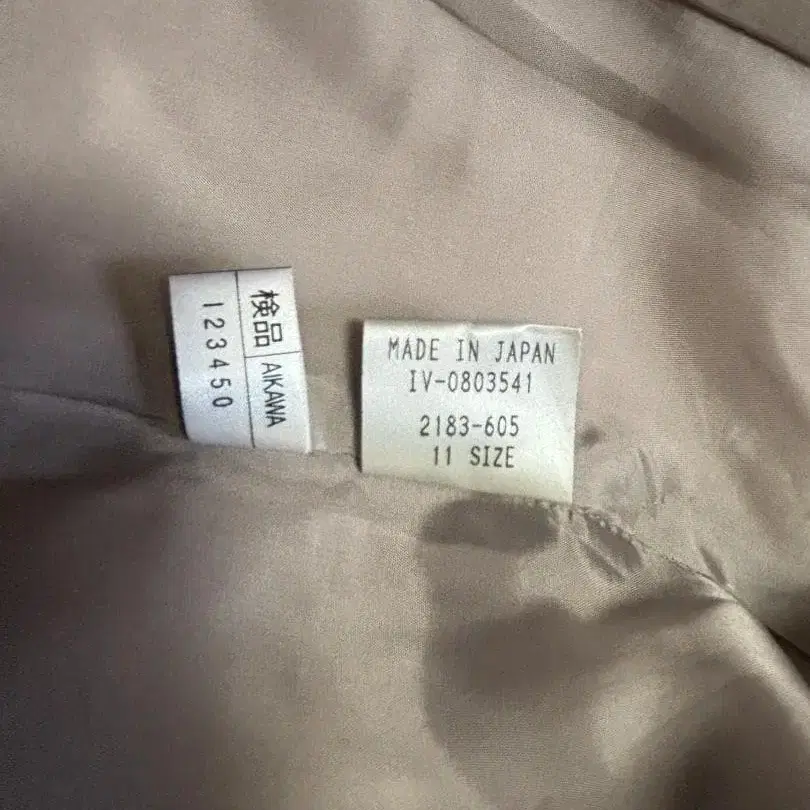 検品 AIKAWA
123450
MADE IN JAPAN
IV-0803541
2183-605
11 SIZE